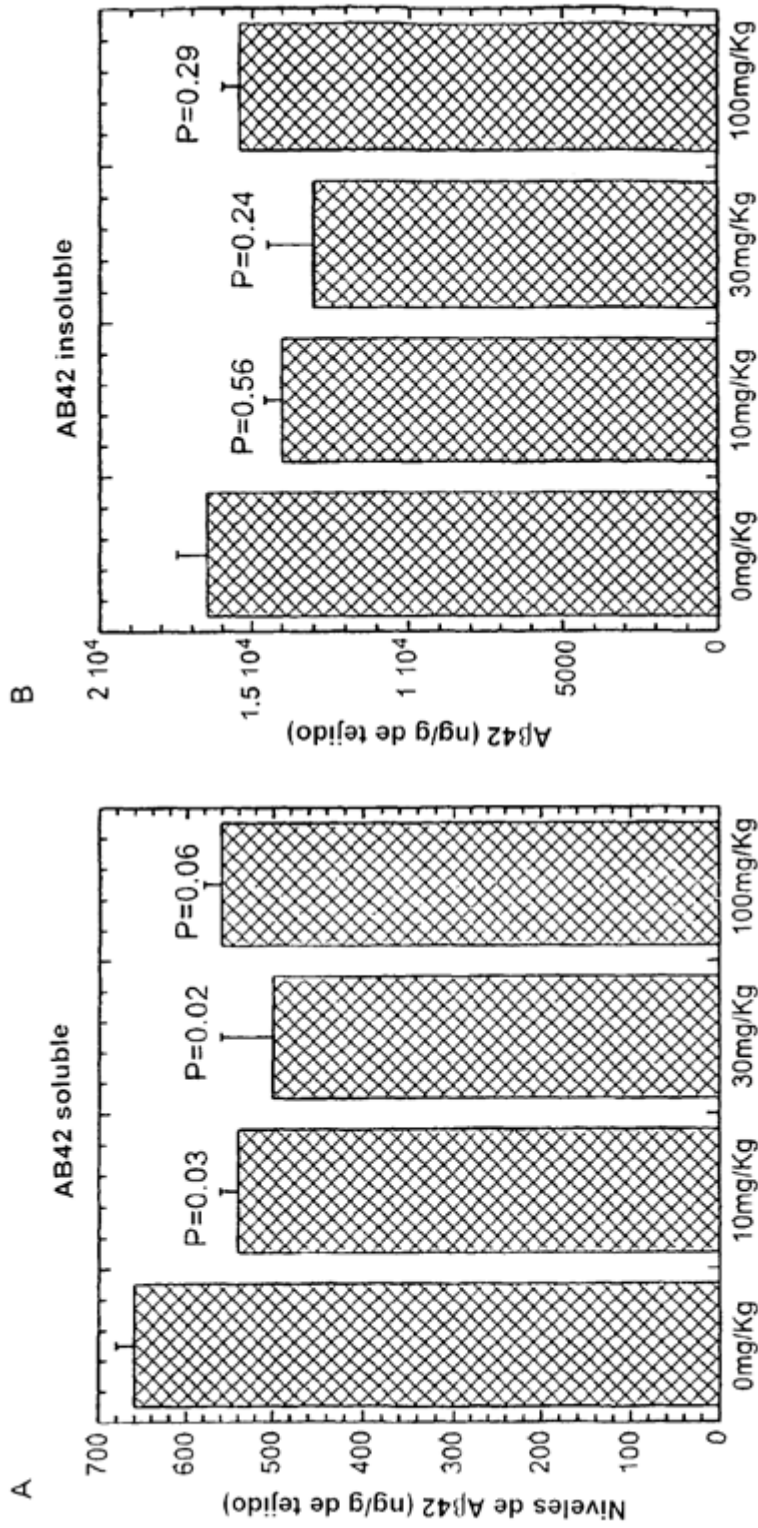 A
AB42 soluble
Niveles de Aβ42 (ng/g de tejido)
700
600
500
400
300
200
100
0
P=0.03
P=0.02
P=0.06
0mg/Kg
10mg/Kg
30mg/Kg
100mg/Kg
B
AB42 insoluble
Aβ42 (ng/g de tejido)
2 10⁴
1.5 10⁴
1 10⁴
5000
0
P=0.56
P=0.24
P=0.29
0mg/Kg
10mg/Kg
30mg/Kg
100mg/Kg